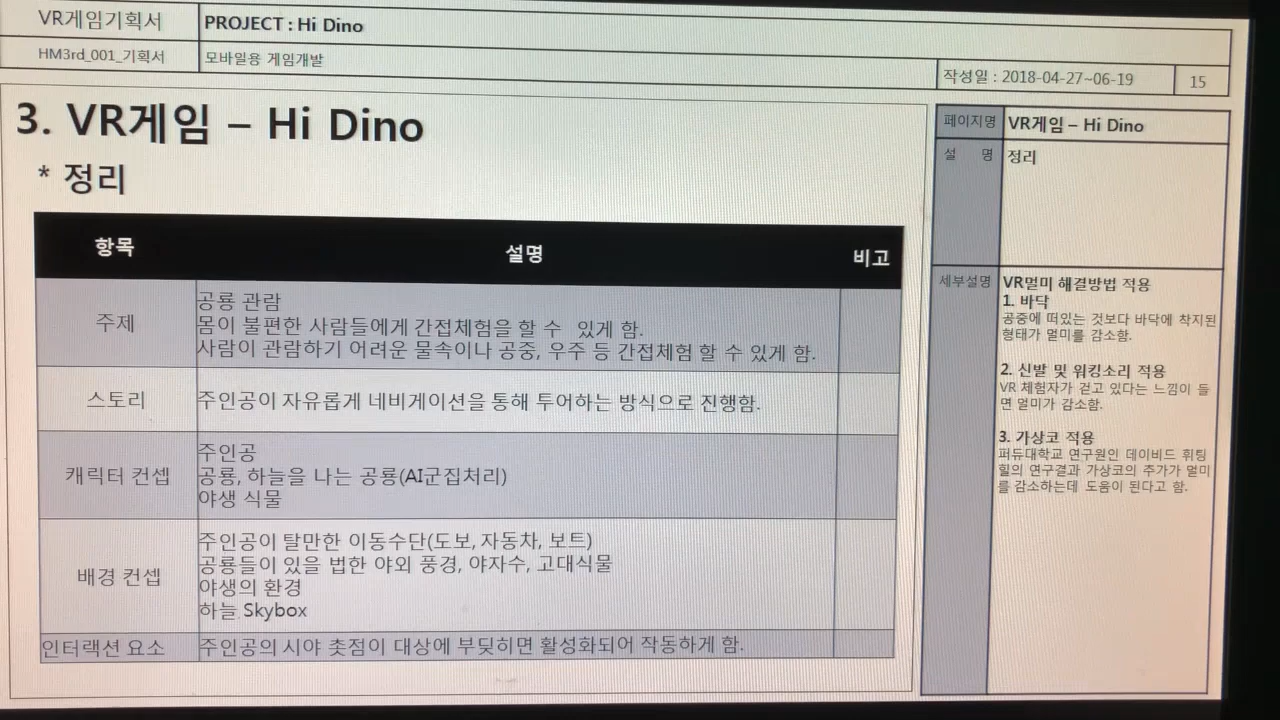 VR게임기획서
PROJECT : Hi Dino
HM3rd_001_기획서
모바일용 게임개발
작성일 : 2018-04-27~06-19
15
3. VR게임 – Hi Dino
* 정리
항목
설명
비고
주제
공룡 관람
몸이 불편한 사람들에게 간접체험을 할 수 있게 함.
사람이 관람하기 어려운 물속이나 공중, 우주 등 간접체험 할 수 있게 함.
스토리
주인공이 자유롭게 네비게이션을 통해 투어하는 방식으로 진행함.
캐릭터 컨셉
주인공
공룡, 하늘을 나는 공룡(AI군집처리)
야생 식물
배경 컨셉
주인공이 탈만한 이동수단(도보, 자동차, 보트)
공룡들이 있을 법한 야외 풍경, 야자수, 고대식물
야생의 환경
하늘 Skybox
인터랙션 요소
주인공의 시야 촛점이 대상에 부딪히면 활성화되어 작동하게 함.
페이지명
VR게임 – Hi Dino
설 명
정리
세부설명
VR멀미 해결방법 적용
1. 바닥
공중에 떠있는 것보다 바닥에 착지된
형태가 멀미를 감소함.
2. 신발 및 워킹소리 적용
VR 체험자가 걷고 있다는 느낌이 들
면 멀미가 감소함.
3. 가상코 적용
퍼듀대학교 연구원인 데이비드 휘팅
힐의 연구결과 가상코의 추가가 멀미
를 감소하는데 도움이 된다고 함.